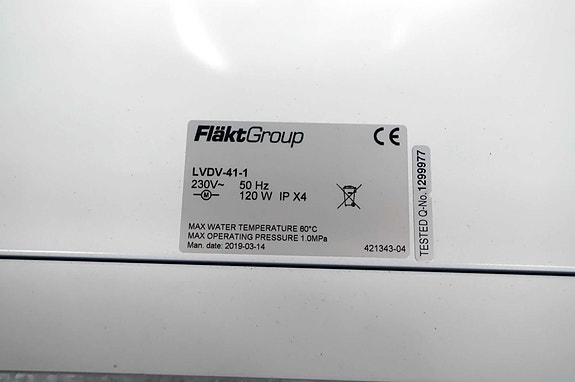 FläktGroup
CE
LVDV-41-1
230V~ 50 Hz
M 120 W IP X4
MAX WATER TEMPERATURE 60°C
MAX OPERATING PRESSURE 1.0MPa
Man. date: 2019-03-14
421343-04
TESTED Q-No. 1299977